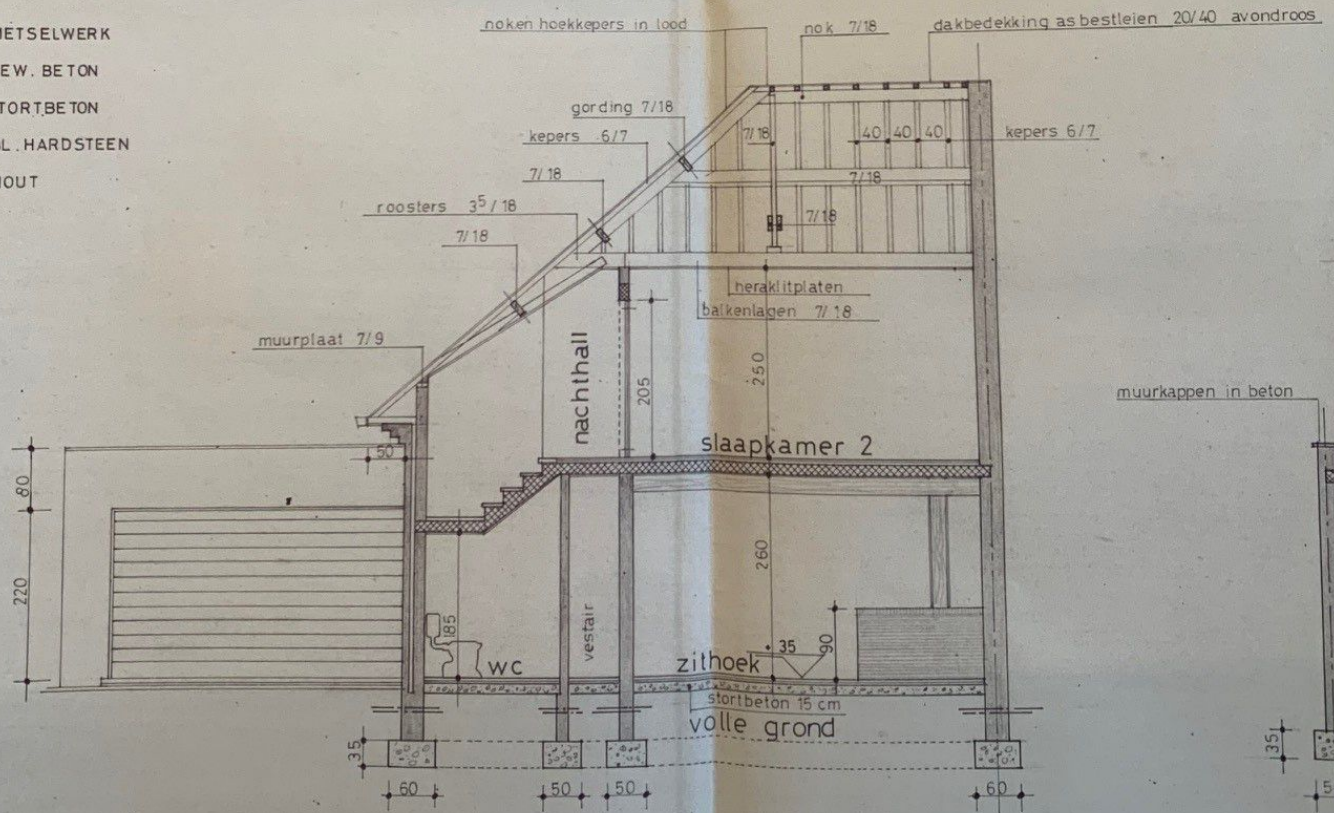 noken hoekkepers in lood
nok 7/18
dakbedekking as bestleien 20/40 avondroos
EW. BETON
TORTBETON
L. HARDSTEEN
gording 7/18
kepers 6/7
7/18
40 40 40
kepers 6/7
7/18
7/18
roosters 3⁵/18
7/18
7/18
heraklitplaten
balkenlagen 7/18
muurplaat 7/9
nachthall
205
250
muurkappen in beton
slaapkamer 2
50
80
220
260
185
vestair
wc
zithoek
35
90
stortbeton 15 cm
volle grond
35
35
60
50
50
60